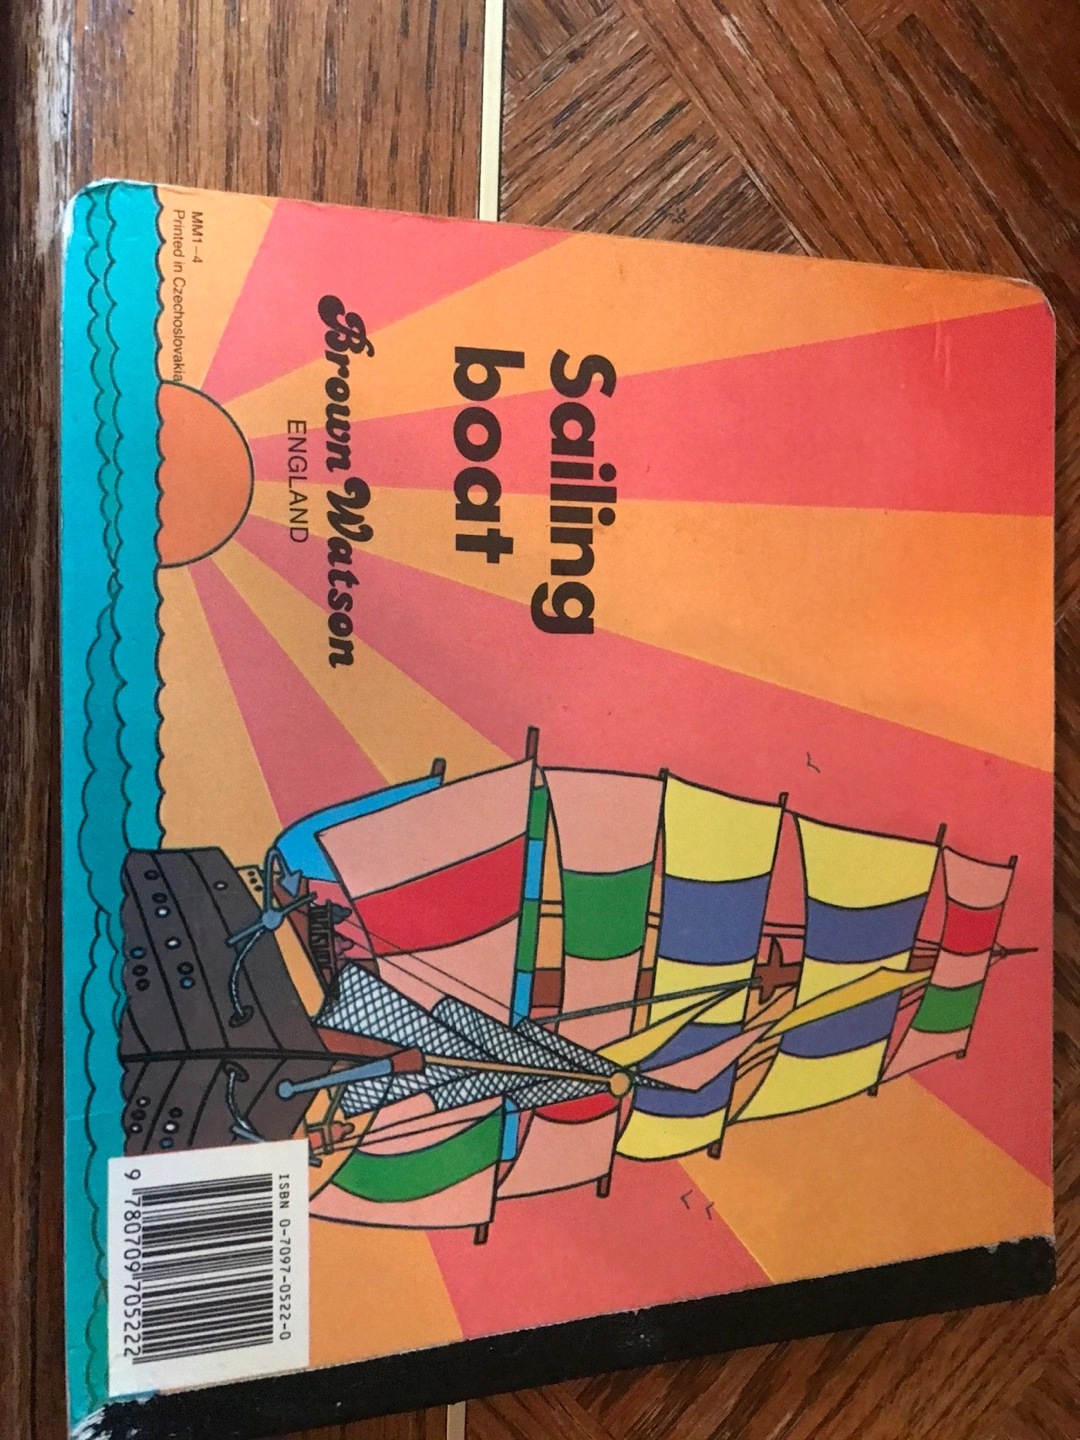 Sailing
boat
Brown Watson
ENGLAND
MM1-4
Printed in Czechoslovakia
ISBN 0-7097-0522-0
9 780709 705222